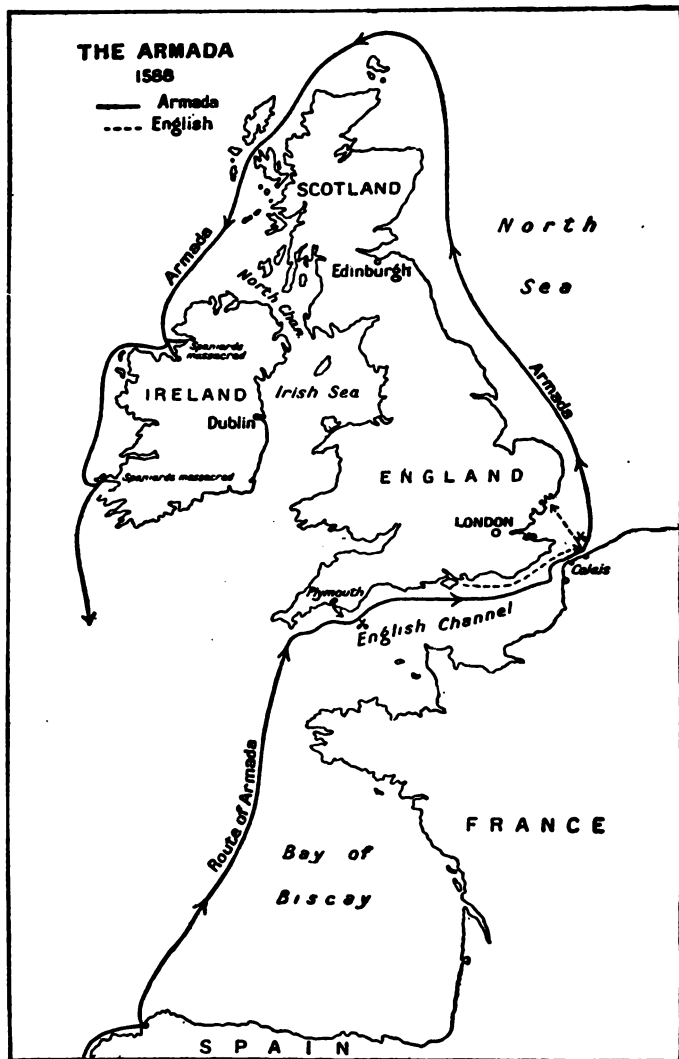 THE ARMADA
1588
Armada
English
SCOTLAND
North
Sea
Edinburgh
Armada
North Chan
Spaniards
massacred
IRELAND
Irish Sea
Dublin
Armada
Spaniards massacred
ENGLAND
LONDON
Calais
Plymouth
English Channel
Route of Armada
FRANCE
Bay of
Biscay
SPAIN